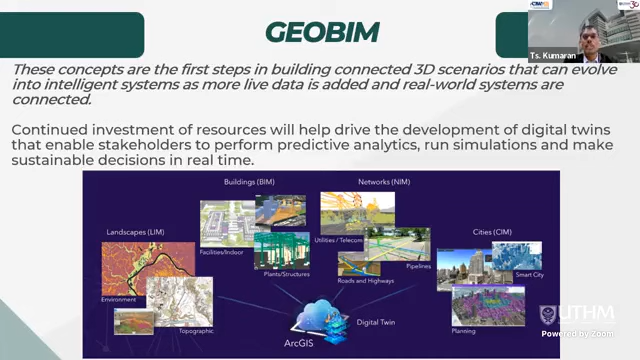 GEOBIM
Ts. Kumaran
These concepts are the first steps in building connected 3D scenarios that can evolve
into intelligent systems as more live data is added and real-world systems are
connected.
Continued investment of resources will help drive the development of digital twins
that enable stakeholders to perform predictive analytics, run simulations and make
sustainable decisions in real time.
Buildings (BIM)
Networks (NIM)
Landscapes (LIM)
Facilities/Indoor
Plants/Structures
Utilities / Telecom
Pipelines
Roads and Highways
Cities (CIM)
Smart City
Planning
Environment
Topographic
ArcGIS
Digital Twin
UTHM
Powered by Zoom